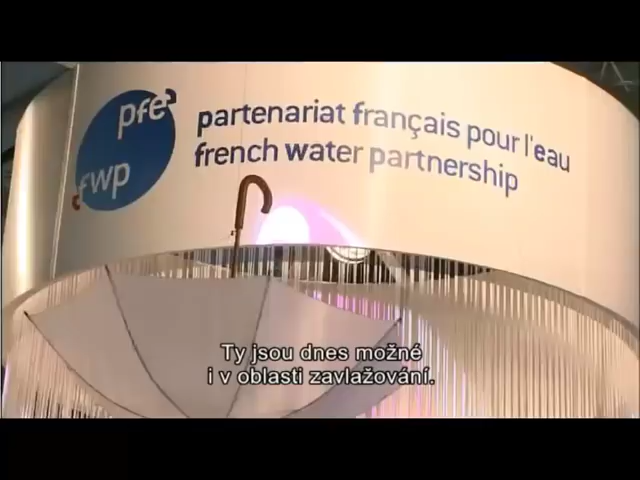 pfe
fwp
partenariat français pour l'eau
french water partnership
Ty jsou dnes možné
i v oblasti zavlažování.